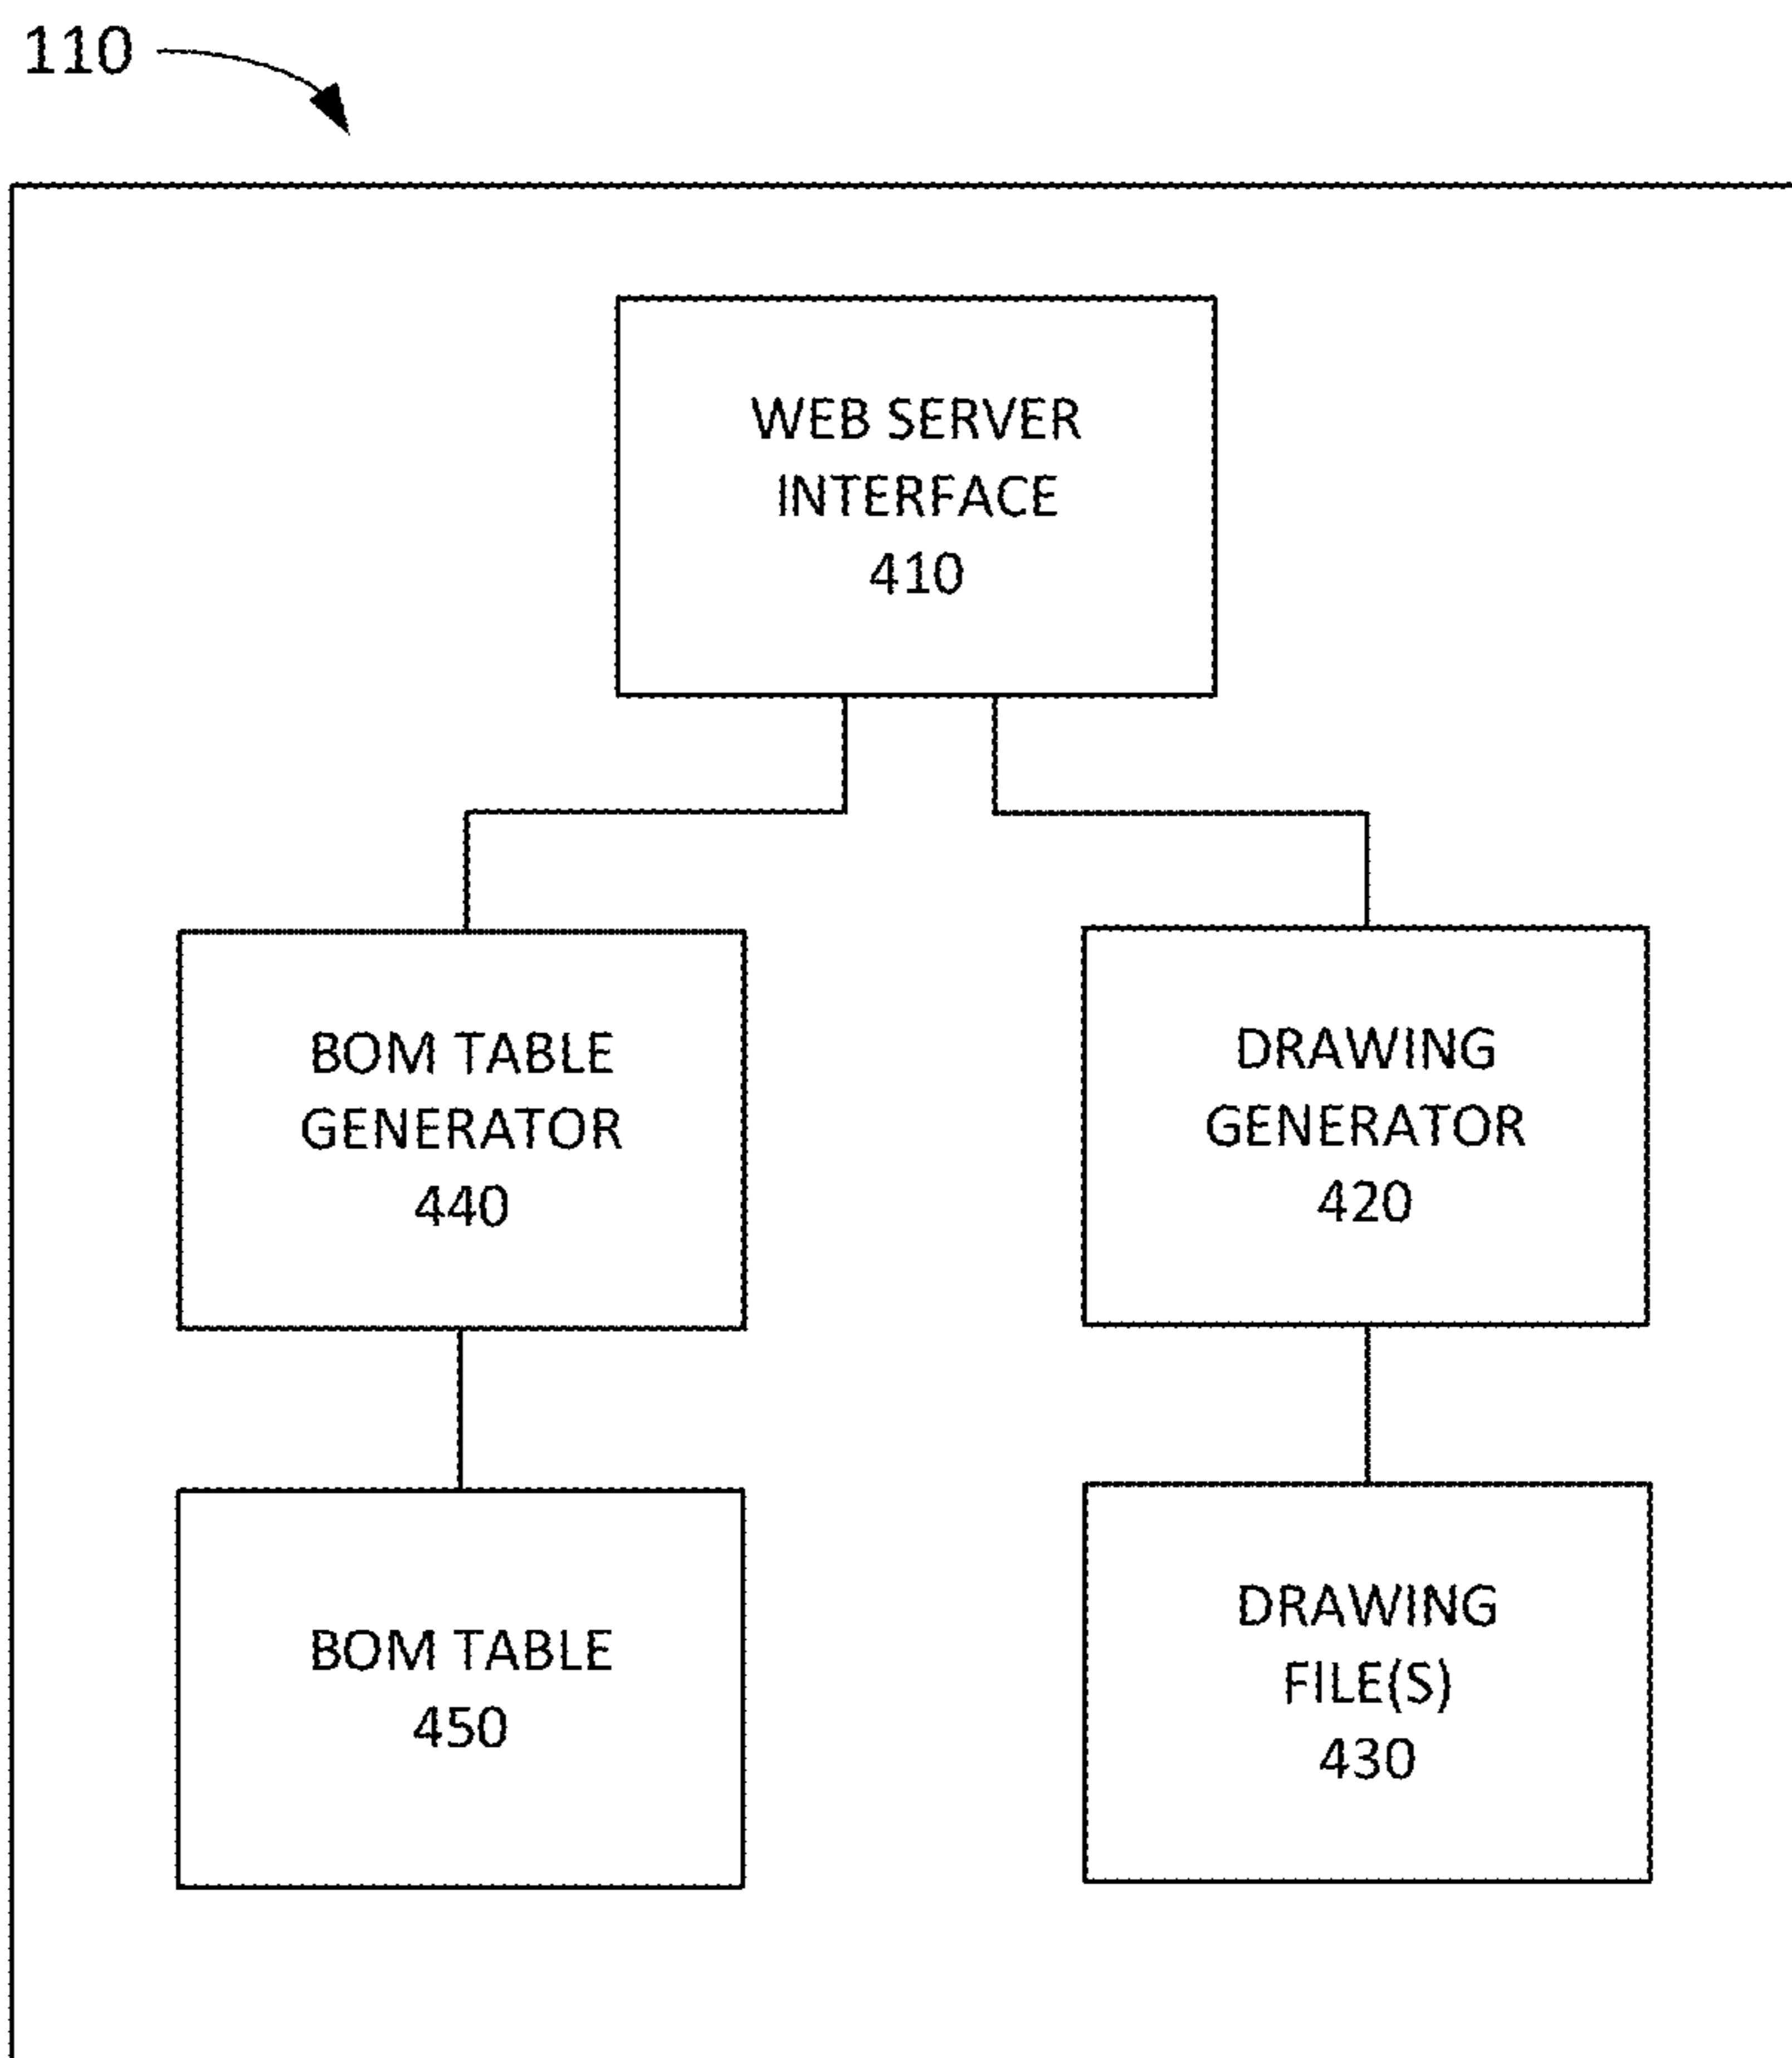 110
WEB SERVER
INTERFACE
410
BOM TABLE
GENERATOR
440
DRAWING
GENERATOR
420
BOM TABLE
450
DRAWING
FILE(S)
430